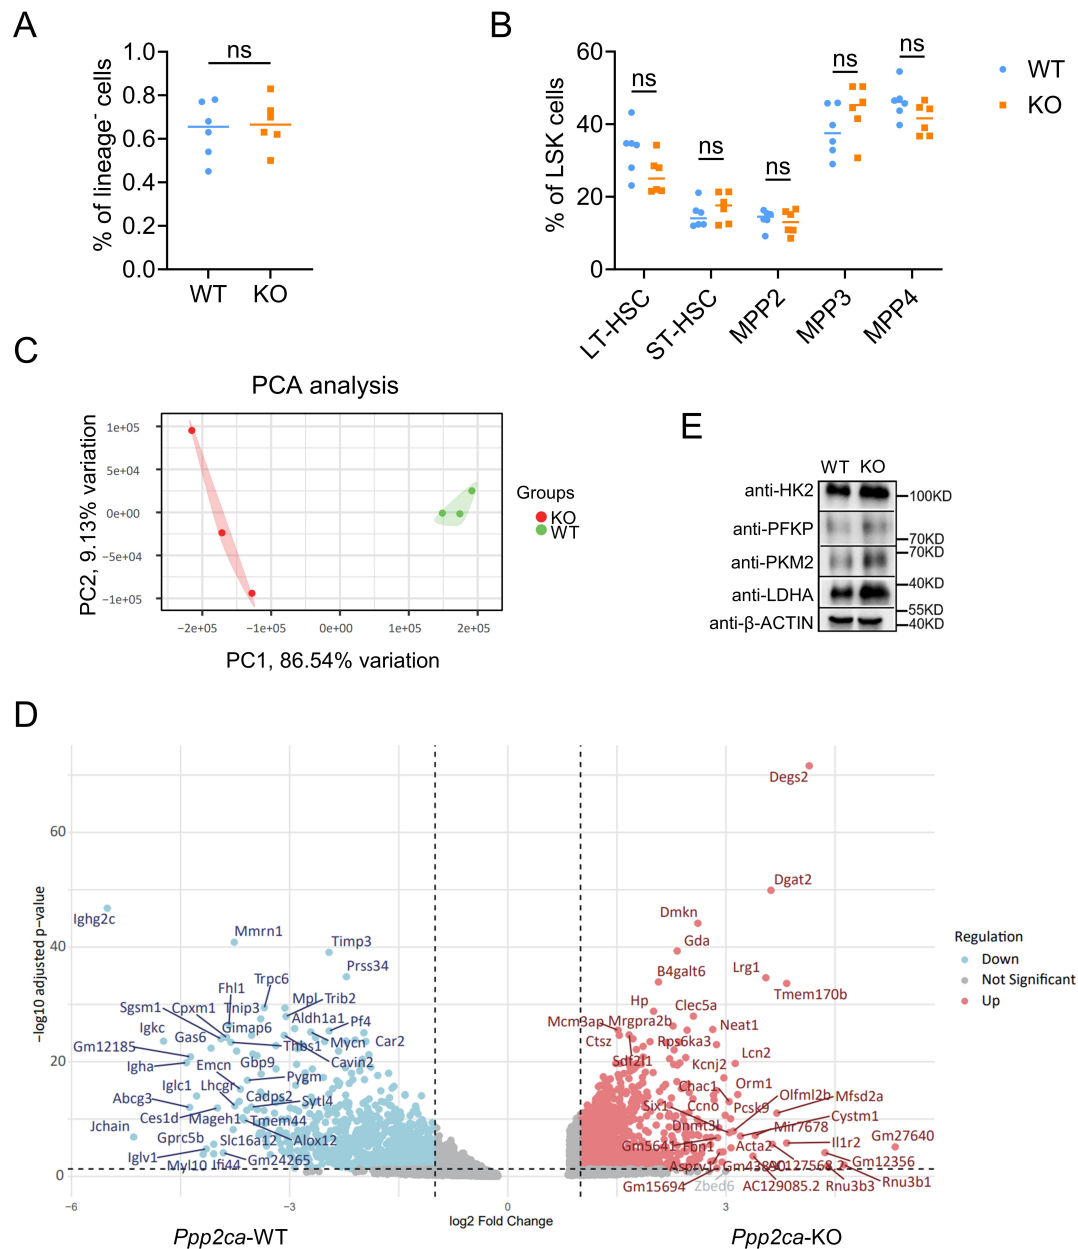 A
B
1.0
0.8
0.6
0.4
0.2
0.0
% of lineage- cells
ns
WT
KO
60
40
20
0
% of LSK cells
ns
ns
ns
ns
ns
LT-HSC
ST-HSC
MPP2
MPP3
MPP4
WT
KO
C
PCA analysis
PC2, 9.13% variation
1e+05
5e+04
0e+00
−5e+04
−1e+05
−2e+05
−1e+05
0e+00
1e+05
2e+05
PC1, 86.54% variation
Groups
KO
WT
E
WT KO
anti-HK2
100KD
anti-PFKP
70KD
70KD
anti-PKM2
40KD
anti-LDHA
55KD
anti-β-ACTIN
40KD
D
−log10 adjusted p−value
60
40
20
0
−6
−3
0
3
log2 Fold Change
Ppp2ca-WT
Ppp2ca-KO
Regulation
Down
Not Significant
Up
Ighg2c
Mmrn1
Timp3
Prss34
Trpc6
Fhl1
Mpl
Trib2
Sgsm1
Cpxm1
Tnip3
Aldh1a1
Pf4
Igkc
Gas6
Gimap6
Thbs1
Mycn
Car2
Gm12185
Igha
Emcn
Gbp9
Cavin2
Iglc1
Lhcgr
Pygm
Abcg3
Cadps2
Sytl4
Ces1d
Mageh1
Tmem44
Jchain
Gprc5b
Slc16a12
Alox12
Iglv1
Myl10
Ifi44
Gm24265
Degs2
Dgat2
Dmkn
Gda
B4galt6
Lrg1
Tmem170b
Hp
Clec5a
Mcm3ap
Mrgpra2b
Neat1
Ctsz
Rps6ka3
Sdf2l1
Kcnj2
Lcn2
Chac1
Orm1
Six1
Ccno
Pcsk9
Olfml2b
Mfsd2a
Dnmt3l
Mir7678
Cystm1
Gm5641
Fbn1
Acta2
Il1r2
Gm27640
Asprv1
Gm43890
AC127568.2
Gm12356
Gm15694
Zbed6
AC129085.2
Rnu3b3
Rnu3b1